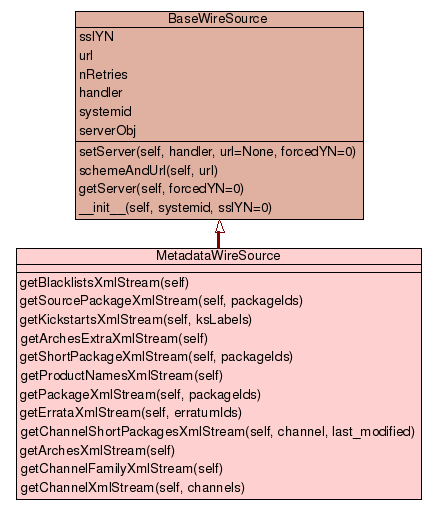 BaseWireSource
sslYN
url
nRetries
handler
systemid
serverObj
setServer(self, handler, url=None, forcedYN=0)
schemeAndUrl(self, url)
getServer(self, forcedYN=0)
__init__(self, systemid, sslYN=0)
MetadataWireSource
getBlacklistsXmlStream(self)
getSourcePackageXmlStream(self, packageIds)
getKickstartsXmlStream(self, ksLabels)
getArchesExtraXmlStream(self)
getShortPackageXmlStream(self, packageIds)
getProductNamesXmlStream(self)
getPackageXmlStream(self, packageIds)
getErrataXmlStream(self, erratumIds)
getChannelShortPackagesXmlStream(self, channel, last_modified)
getArchesXmlStream(self)
getChannelFamilyXmlStream(self)
getChannelXmlStream(self, channels)